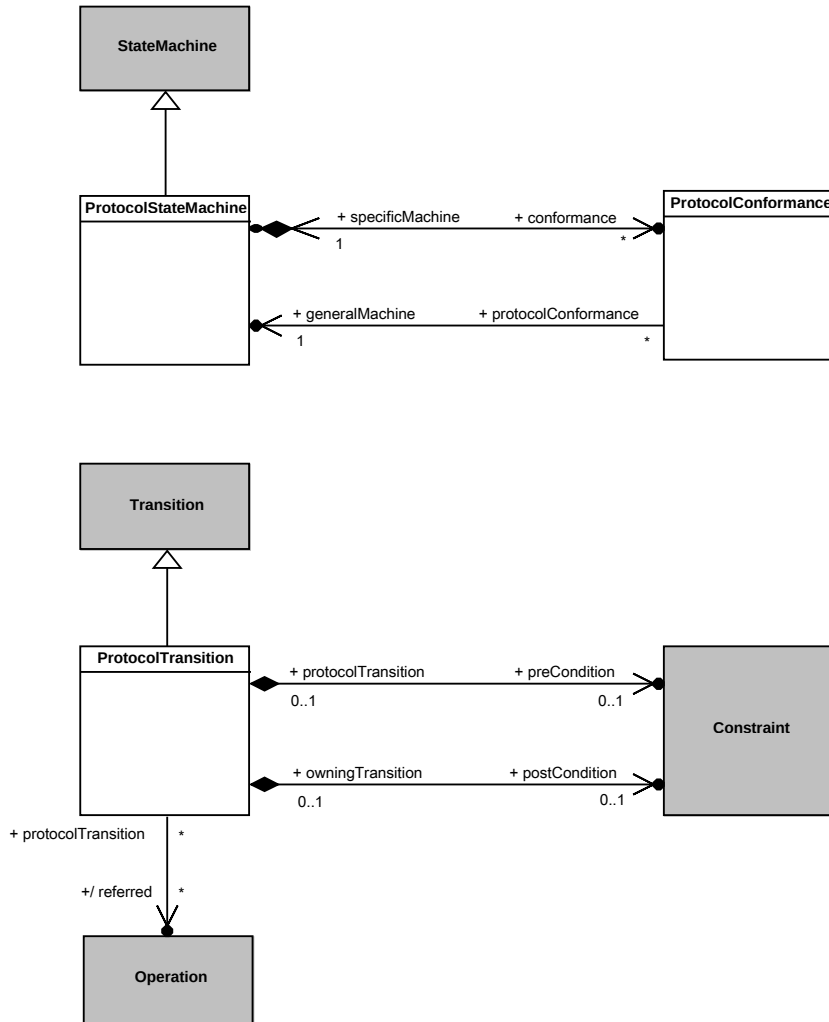 StateMachine
ProtocolStateMachine
ProtocolConformance
+ specificMachine
+ conformance
1
*
+ generalMachine
+ protocolConformance
1
*
Transition
ProtocolTransition
+ protocolTransition
+ preCondition
0..1
0..1
Constraint
+ owningTransition
+ postCondition
0..1
0..1
+ protocolTransition
*
+/ referred
*
Operation